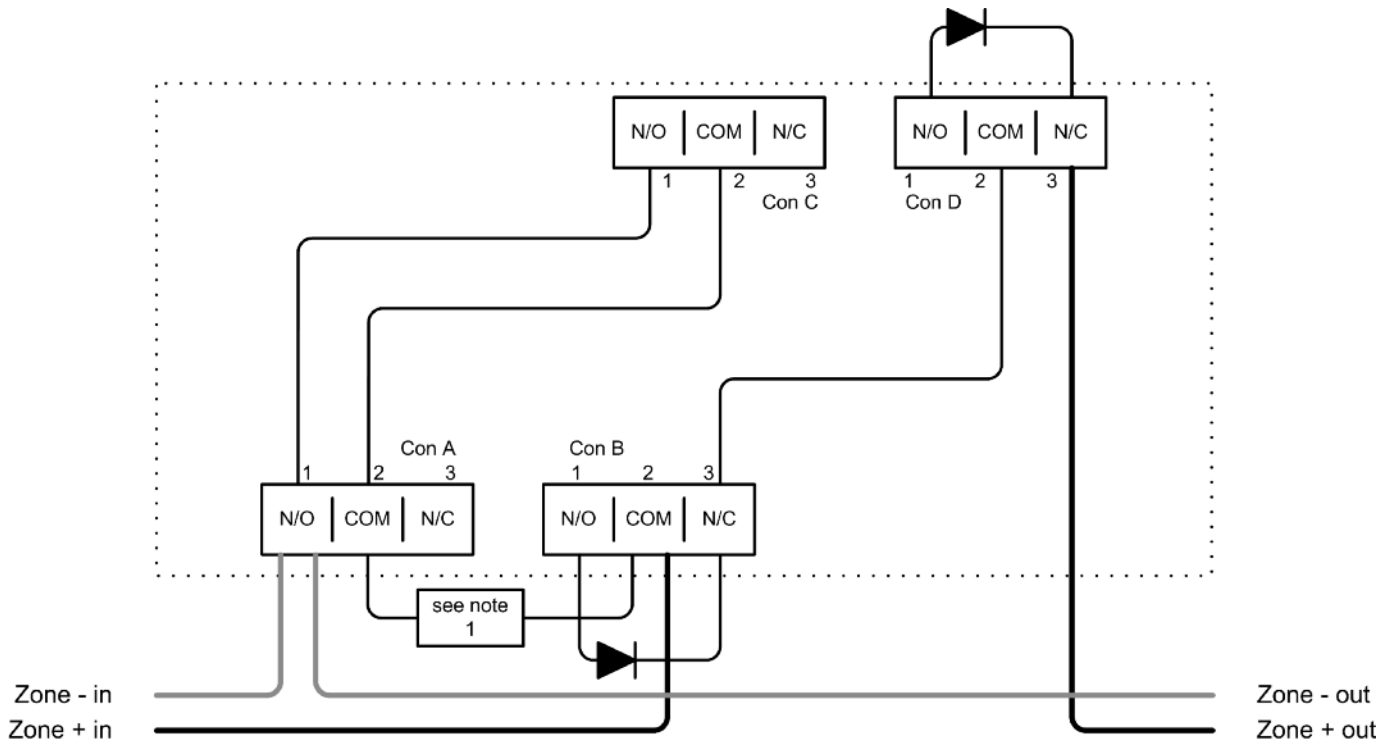 N/O COM N/C
1 2 3
Con C
N/O COM N/C
1 2 3
Con D
Con A
1 2 3
N/O COM N/C
Con B
1 2 3
N/O COM N/C
see note
1
Zone - in
Zone + in
Zone - out
Zone + out